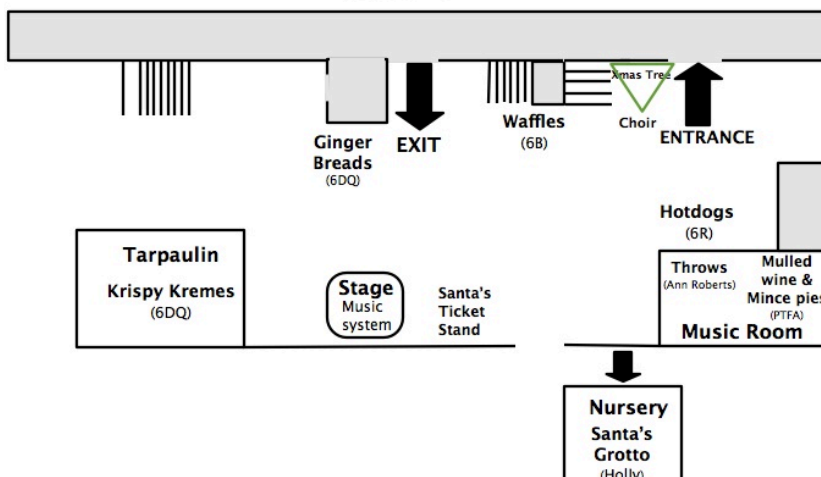 Xmas Tree
Choir
ENTRANCE
Waffles
(6B)
EXIT
Ginger
Breads
(6DQ)
Hotdogs
(6R)
Tarpaulin
Krispy Kremes
(6DQ)
Stage
Music
system
Santa's
Ticket
Stand
Throws
(Ann Roberts)
Mulled
wine &
Mince pies
(PTFA)
Music Room
Nursery
Santa's
Grotto
(Holly)